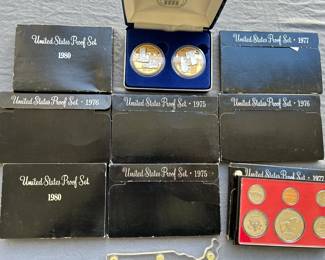 United States Proof Set
1980
United States Proof Set · 1977
United States Proof Set · 1976
United States Proof Set · 1975
United States Proof Set · 1976
United States Proof Set
1980
United States Proof Set · 1975
United States Proof Set · 1977